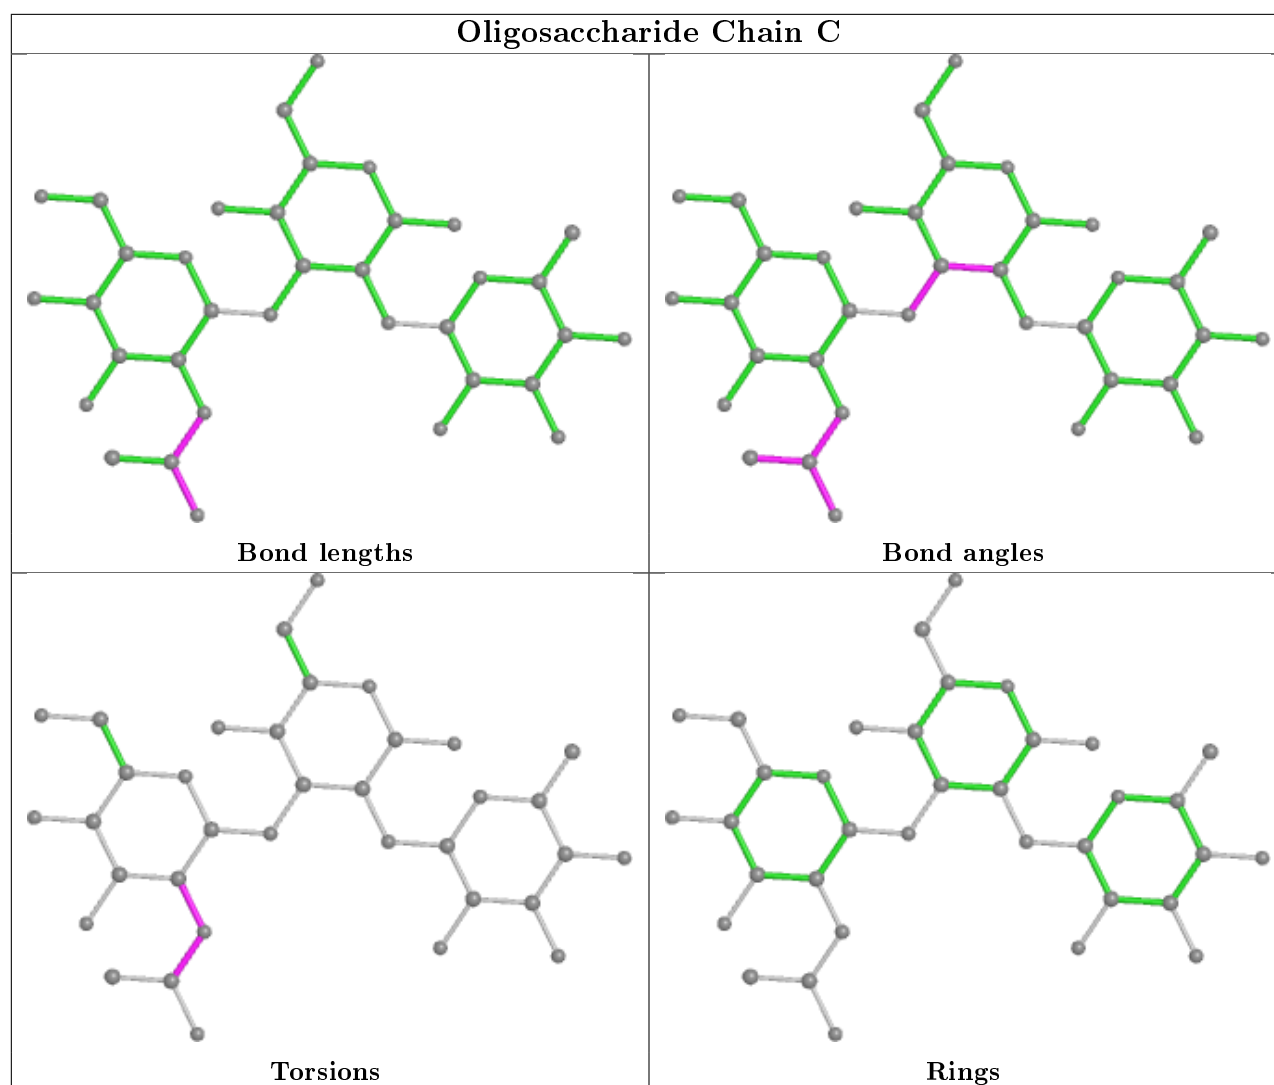 Oligosaccharide Chain C
Bond lengths
Bond angles
Torsions
Rings